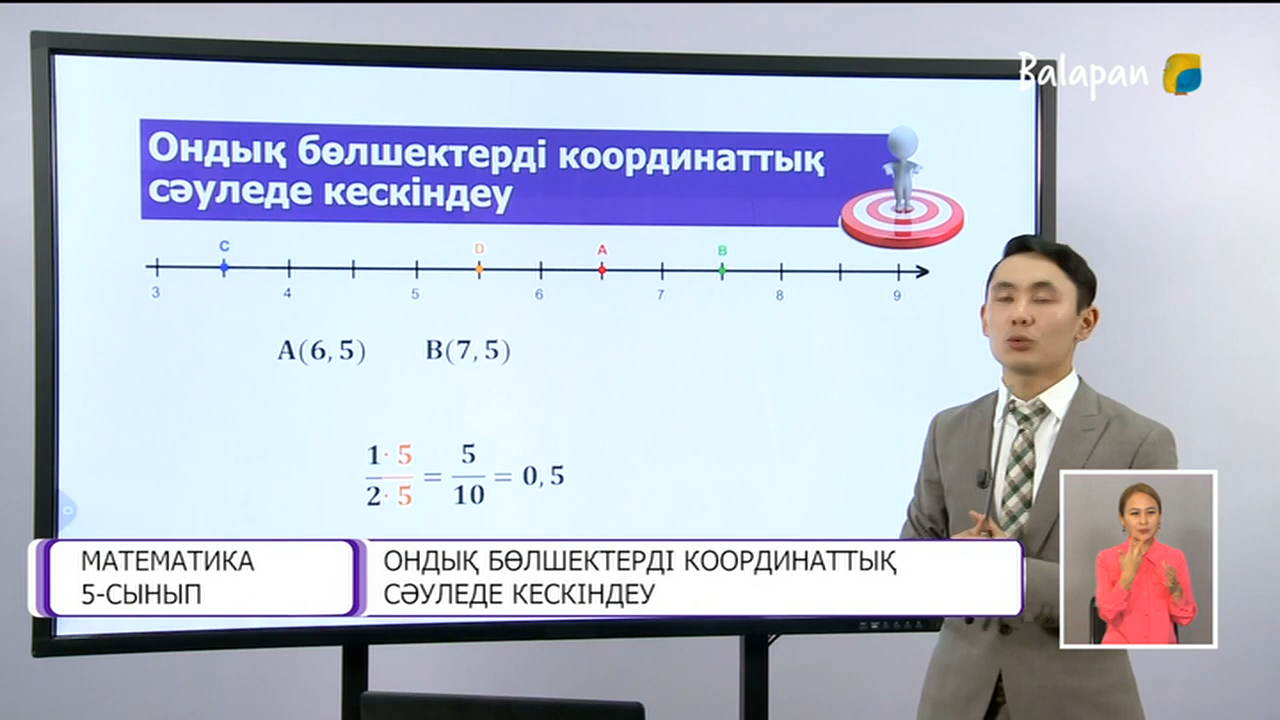 Balapan
Ондық бөлшектерді координаттық
сәуледе кескіндеу
C D A B
3 4 5 6 7 8 9
A(6,5) B(7,5)
1·5/2·5 = 5/10 = 0,5
МАТЕМАТИКА
5-СЫНЫП
ОНДЫҚ БӨЛШЕКТЕРДІ КООРДИНАТТЫҚ
СӘУЛЕДЕ КЕСКІНДЕУ